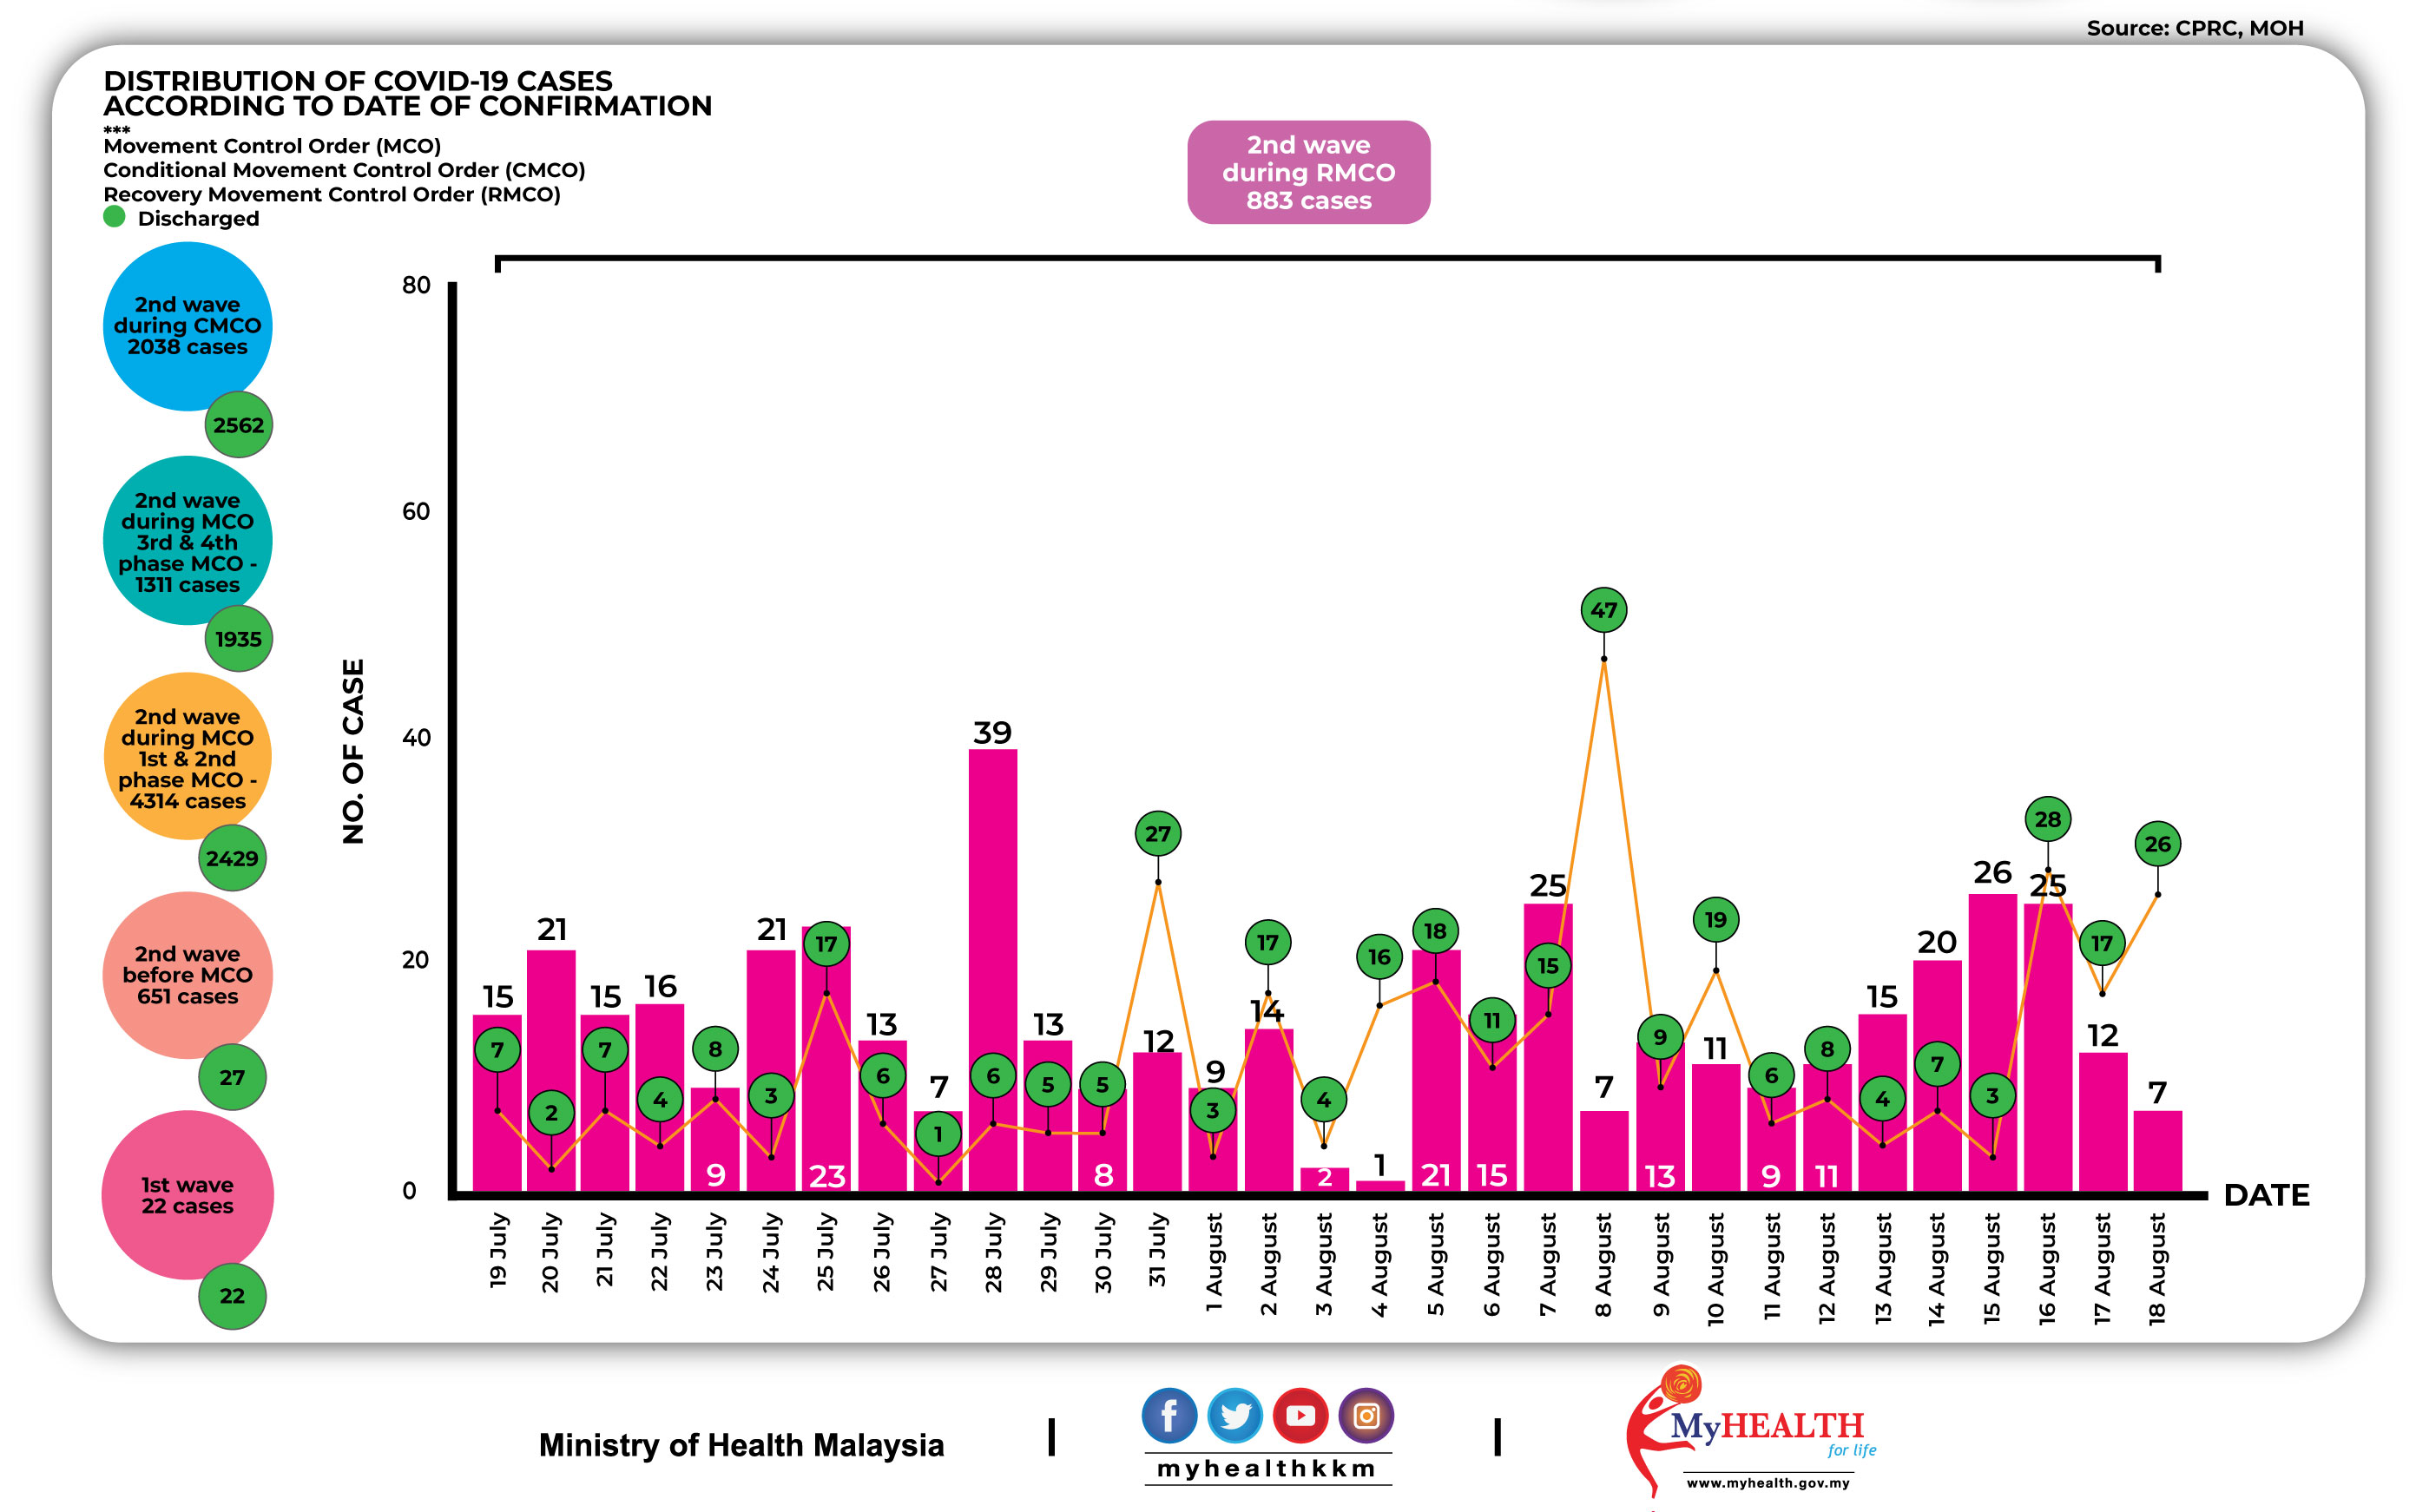 Source: CPRC, MOH
DISTRIBUTION OF COVID-19 CASES
ACCORDING TO DATE OF CONFIRMATION
***
Movement Control Order (MCO)
Conditional Movement Control Order (CMCO)
Recovery Movement Control Order (RMCO)
Discharged
2nd wave
during RMCO
883 cases
2nd wave
during CMCO
2038 cases
2562
2nd wave
during MCO
3rd & 4th
phase MCO -
1311 cases
1935
2nd wave
during MCO
1st & 2nd
phase MCO -
4314 cases
2429
2nd wave
before MCO
651 cases
27
1st wave
22 cases
22
NO. OF CASE
80
60
40
20
0
15
7
21
2
15
7
16
4
8
9
21
3
17
23
13
6
7
1
39
6
13
5
5
8
27
12
9
3
17
14
4
2
16
1
18
21
11
15
25
15
47
7
9
13
19
11
6
9
8
11
15
4
20
7
26
3
28
25
17
12
26
7
DATE
19 July
20 July
21 July
22 July
23 July
24 July
25 July
26 July
27 July
28 July
29 July
30 July
31 July
1 August
2 August
3 August
4 August
5 August
6 August
7 August
8 August
9 August
10 August
11 August
12 August
13 August
14 August
15 August
16 August
17 August
18 August
Ministry of Health Malaysia
myhealthkkm
MyHEALTH
for life
www.myhealth.gov.my